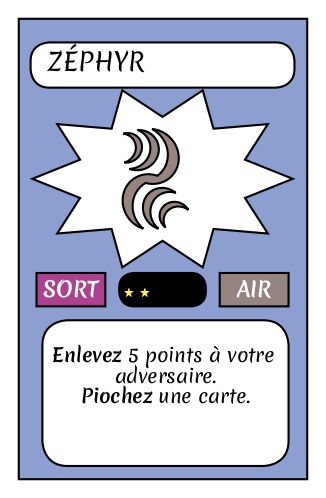 ZÉPHYR
SORT
AIR
Enlevez 5 points à votre
adversaire.
Piochez une carte.